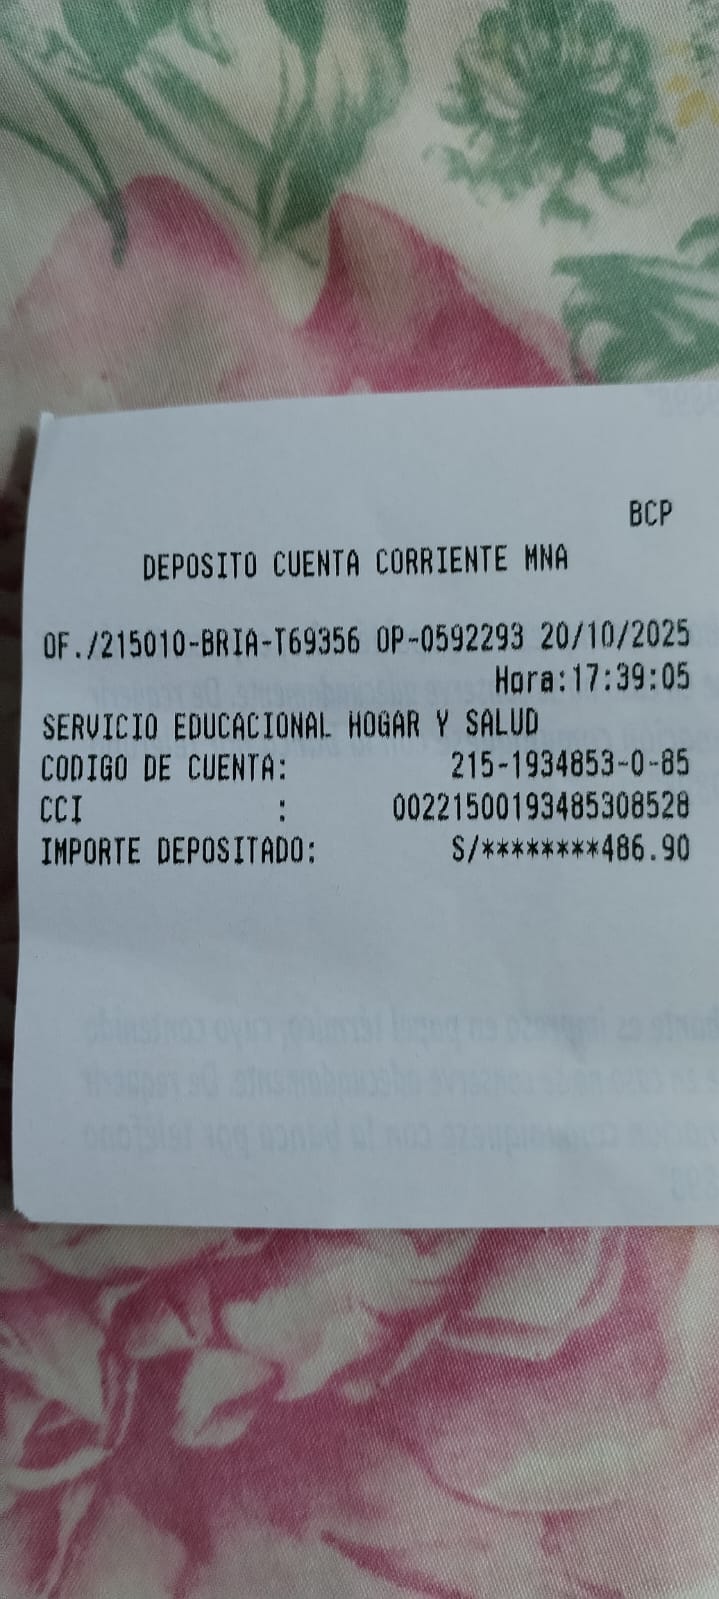 BCP
DEPOSITO CUENTA CORRIENTE MNA
OF./215010-BRIA-T69356 OP-0592293 20/10/2025
Hora:17:39:05
SERVICIO EDUCACIONAL HOGAR Y SALUD
CODIGO DE CUENTA: 215-1934853-0-85
CCI : 00221500193485308528
IMPORTE DEPOSITADO: S/********486.90